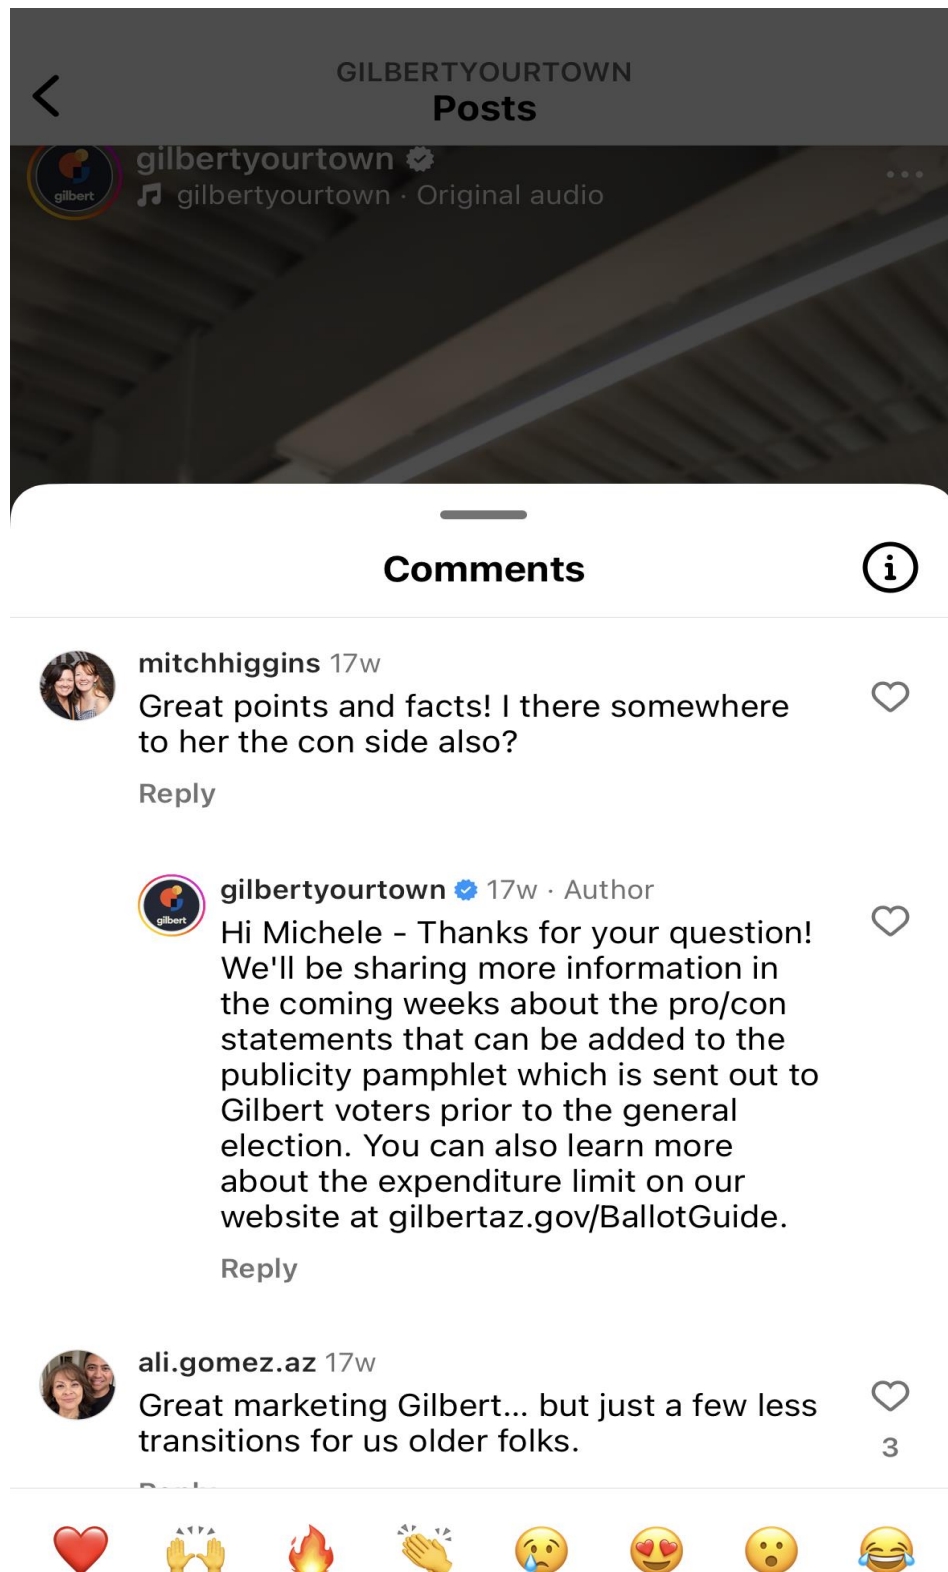 GILBERTYOURTOWN
Posts
gilbertyourtown
gilbert
gilbertyourtown · Original audio
Comments
mitchhiggins 17w
Great points and facts! I there somewhere
to her the con side also?
Reply
gilbertyourtown 17w · Author
gilbert
Hi Michele - Thanks for your question!
We'll be sharing more information in
the coming weeks about the pro/con
statements that can be added to the
publicity pamphlet which is sent out to
Gilbert voters prior to the general
election. You can also learn more
about the expenditure limit on our
website at gilbertaz.gov/BallotGuide.
Reply
ali.gomez.az 17w
Great marketing Gilbert... but just a few less
transitions for us older folks.
3